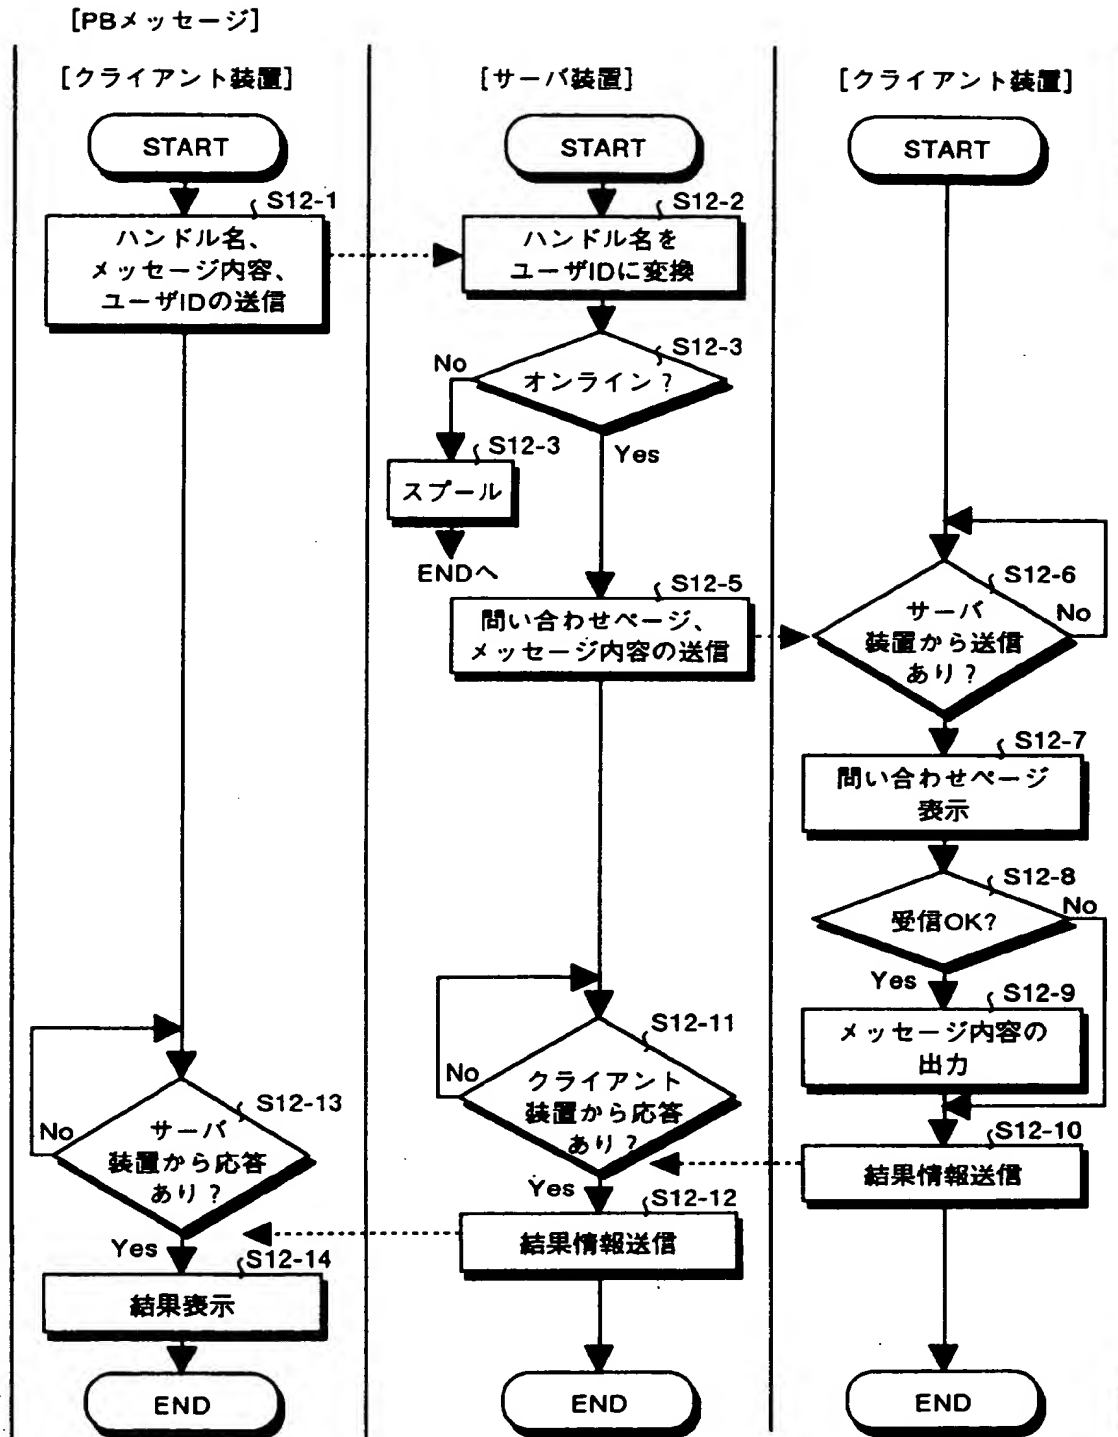 [PBメッセージ]
[クライアント装置]
START
S12-1
ハンドル名、
メッセージ内容、
ユーザIDの送信
No
S12-13
サーバ
装置から応答
あり?
Yes
S12-14
結果表示
END
[サーバ装置]
START
S12-2
ハンドル名を
ユーザIDに変換
S12-3
オンライン?
No
Yes
S12-3
スプール
ENDへ
S12-5
問い合わせページ、
メッセージ内容の送信
S12-11
No
クライアント
装置から応答
あり?
Yes
S12-12
結果情報送信
END
[クライアント装置]
START
S12-6
サーバ
装置から送信
あり?
No
S12-7
問い合わせページ
表示
S12-8
受信OK?
No
Yes
S12-9
メッセージ内容の
出力
S12-10
結果情報送信
END